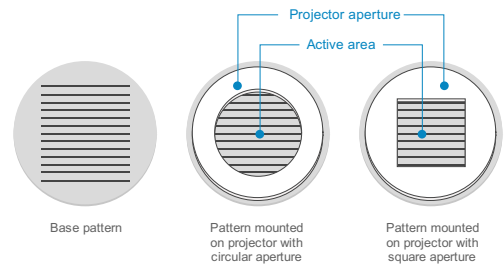 Projector aperture
Active area
Base pattern
Pattern mounted
on projector with
circular aperture
Pattern mounted
on projector with
square aperture